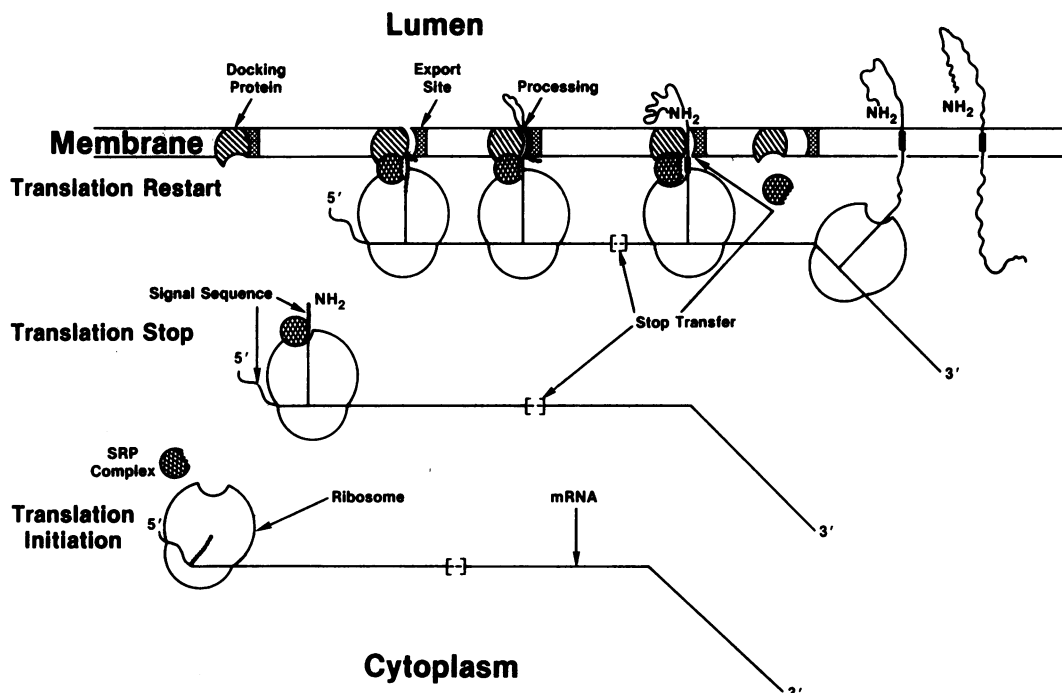 Lumen
Docking
Protein
Export
Site
Processing
NH2
NH2
NH2
Membrane
Translation Restart
5′
Signal Sequence
NH2
Stop Transfer
Translation Stop
5′
3′
SRP
Complex
Ribosome
mRNA
Translation
Initiation
5′
3′
Cytoplasm
3′